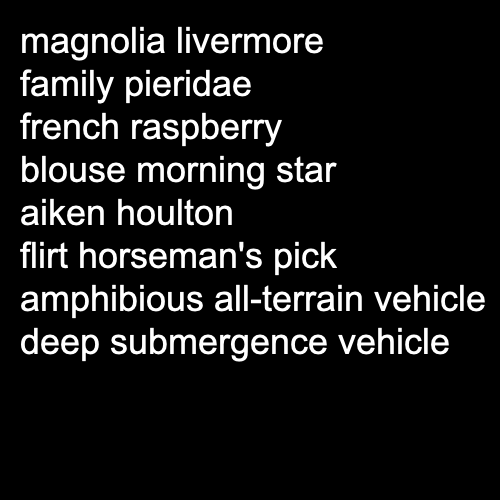 magnolia livermore
family pieridae
french raspberry
blouse morning star
aiken houlton
flirt horseman's pick
amphibious all-terrain vehicle
deep submergence vehicle